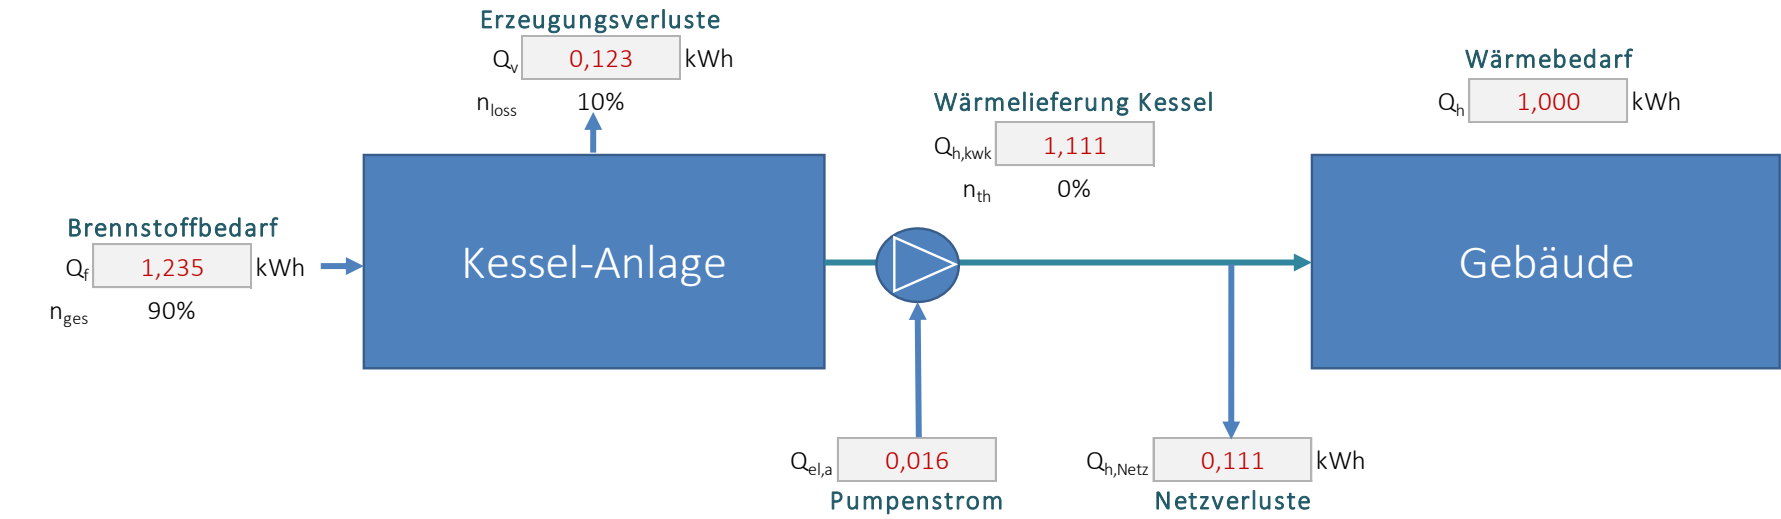 Erzeugungsverluste
Qv 0,123 kWh
nloss 10%
Wärmebedarf
Qh 1,000 kWh
Wärmelieferung Kessel
Qh,kwk 1,111
nth 0%
Brennstoffbedarf
Qf 1,235 kWh
nges 90%
Kessel-Anlage
Gebäude
Qel,a 0,016
Pumpenstrom
Qh,Netz 0,111 kWh
Netzverluste